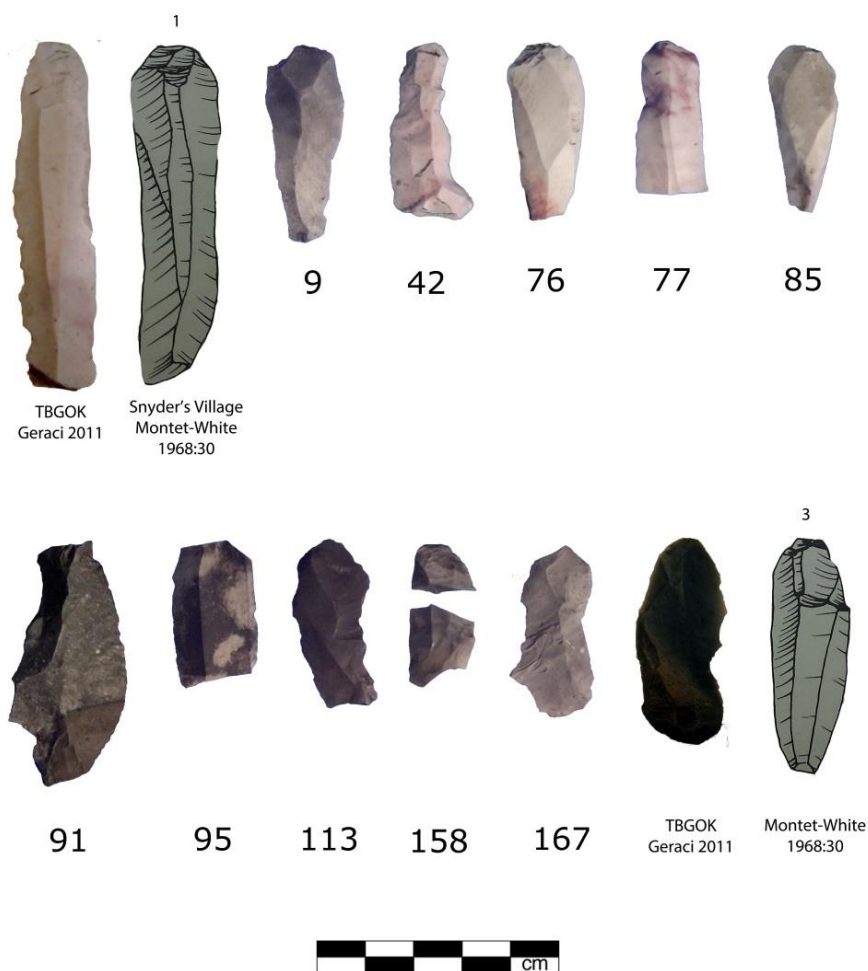 1
9
42
76
77
85
TBGOK
Geraci 2011
Snyder's Village
Montet-White
1968:30
3
91
95
113
158
167
TBGOK
Geraci 2011
Montet-White
1968:30
cm